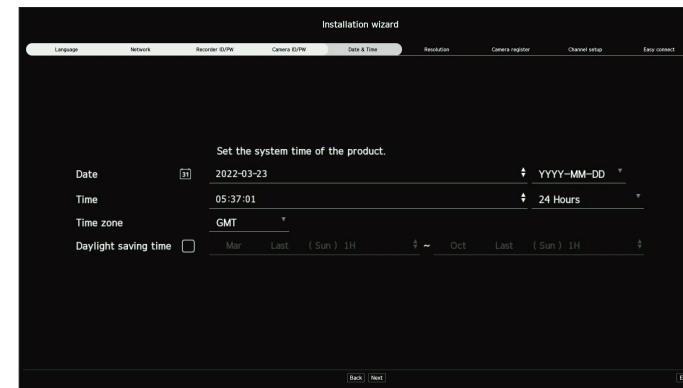 Installation wizard
Language Network Recorder ID/PW Camera ID/PW Date & Time Resolution Camera register Channel setup Easy connect
Set the system time of the product.
Date 31 2022-03-23 YYYY-MM-DD
Time 05:37:01 24 Hours
Time zone GMT
Daylight saving time Mar Last ( Sun ) 1H ~ Oct Last ( Sun ) 1H
Back Next E